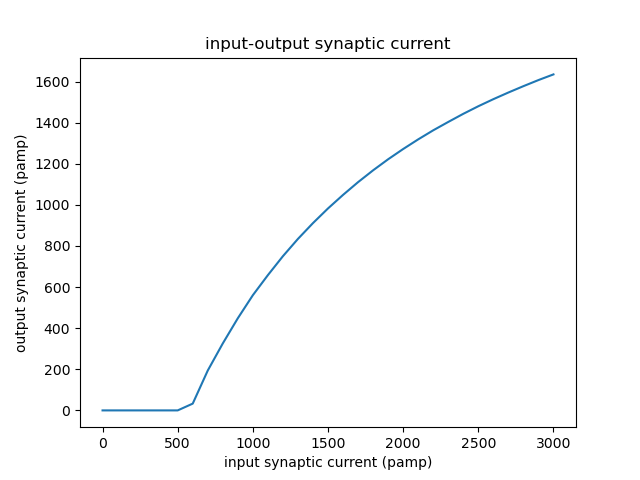 input-output synaptic current
1600
1400
1200
1000
800
600
400
200
0
output synaptic current (pamp)
0 500 1000 1500 2000 2500 3000
input synaptic current (pamp)